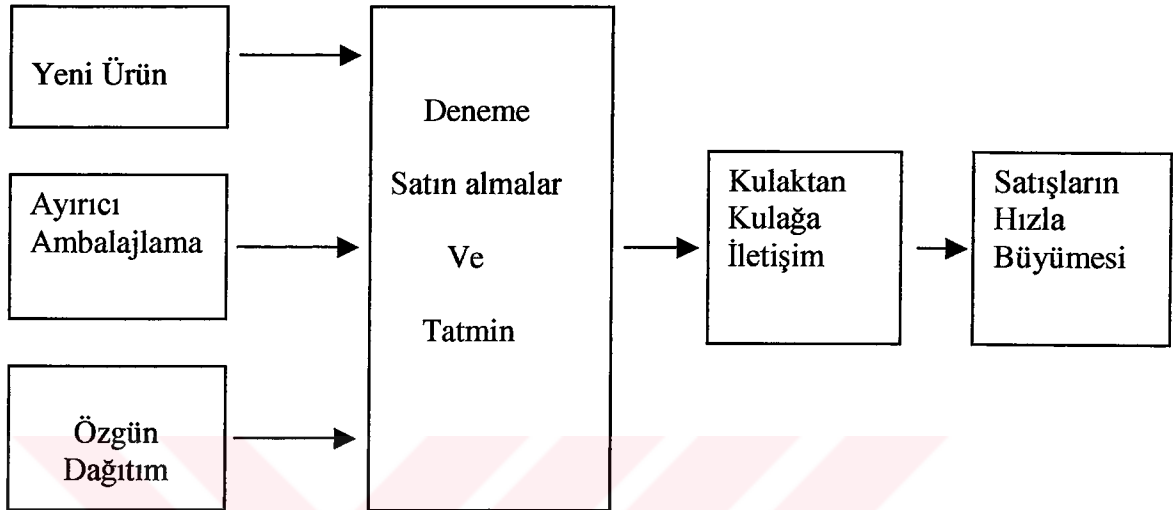 Yeni Ürün
Ayırıcı
Ambalajlama
Özgün
Dağıtım
Deneme
Satın almalar
Ve
Tatmin
Kulaktan
Kulağa
İletişim
Satışların
Hızla
Büyümesi